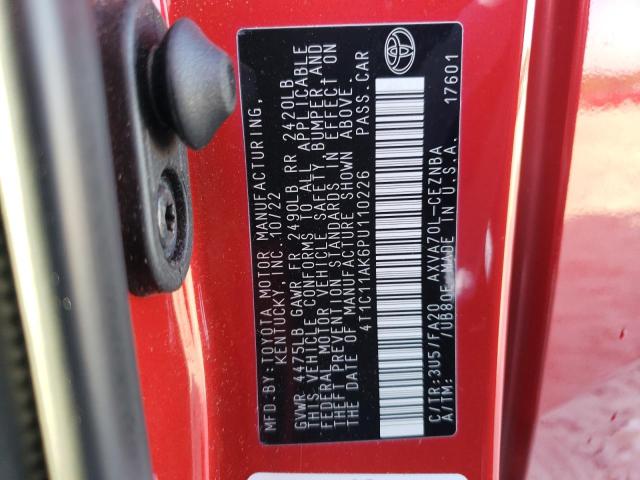 MFD. BY: TOYOTA MOTOR MANUFACTURING,
KENTUCKY, INC. 10/22
GVWR 4475LB GAWR FR 2490LB RR 2420LB
THIS VEHICLE CONFORMS TO ALL APPLICABLE
FEDERAL MOTOR VEHICLE SAFETY, BUMPER, AND
THEFT PREVENTION STANDARDS IN EFFECT ON
THE DATE OF MANUFACTURE SHOWN ABOVE.
4T1C11AK6PU110226 PASS. CAR
C/TR: 3U5/FA20 AXVA70L-CEZNBA
A/TM: /UB80E MADE IN U.S.A. 17601